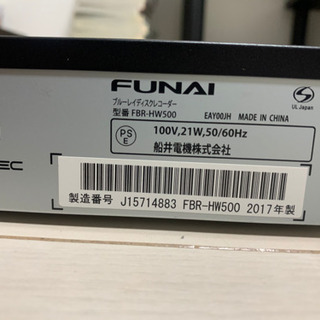 FUNAI
ブルーレイディスクレコーダー
型番 FBR-HW500
EAY00JH MADE IN CHINA
UL Japan
PS
E
100V,21W,50/60Hz
船井電機株式会社
EC
製造番号 J15714883 FBR-HW500 2017年製